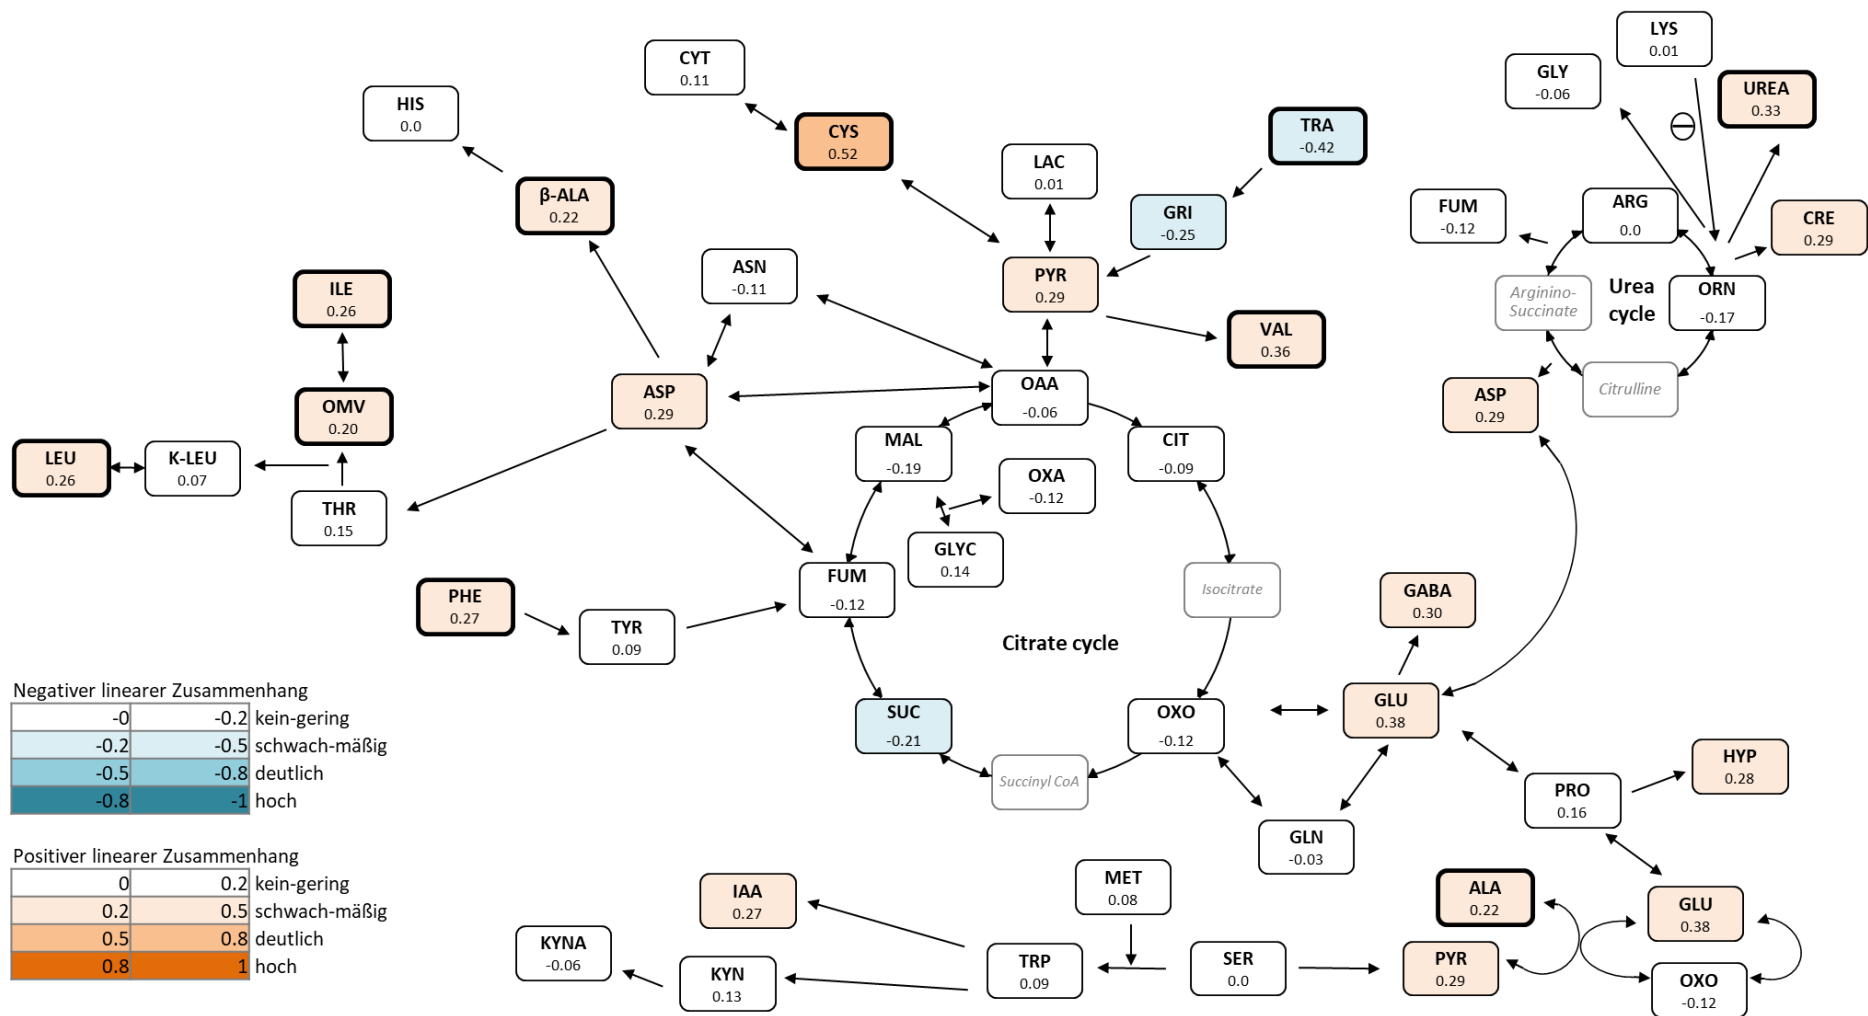 LYS
0.01
CYT
0.11
GLY
-0.06
UREA
0.33
HIS
0.0
CYS
0.52
TRA
-0.42
LAC
0.01
β-ALA
0.22
GRI
-0.25
FUM
-0.12
ARG
0.0
CRE
0.29
ASN
-0.11
PYR
0.29
ILE
0.26
Arginino-
Succinate
Urea
cycle
ORN
-0.17
VAL
0.36
ASP
0.29
OAA
-0.06
ASP
0.29
Citrulline
OMV
0.20
MAL
-0.19
CIT
-0.09
LEU
0.26
K-LEU
0.07
OXA
-0.12
THR
0.15
GLYC
0.14
FUM
-0.12
Isocitrate
GABA
0.30
PHE
0.27
TYR
0.09
Citrate cycle
GLU
0.38
SUC
-0.21
OXO
-0.12
Succinyl CoA
HYP
0.28
PRO
0.16
GLN
-0.03
Negativer linearer Zusammenhang
-0 -0.2 kein-gering
-0.2 -0.5 schwach-mäßig
-0.5 -0.8 deutlich
-0.8 -1 hoch
Positiver linearer Zusammenhang
0 0.2 kein-gering
0.2 0.5 schwach-mäßig
0.5 0.8 deutlich
0.8 1 hoch
IAA
0.27
MET
0.08
ALA
0.22
GLU
0.38
KYNA
-0.06
KYN
0.13
TRP
0.09
SER
0.0
PYR
0.29
OXO
-0.12